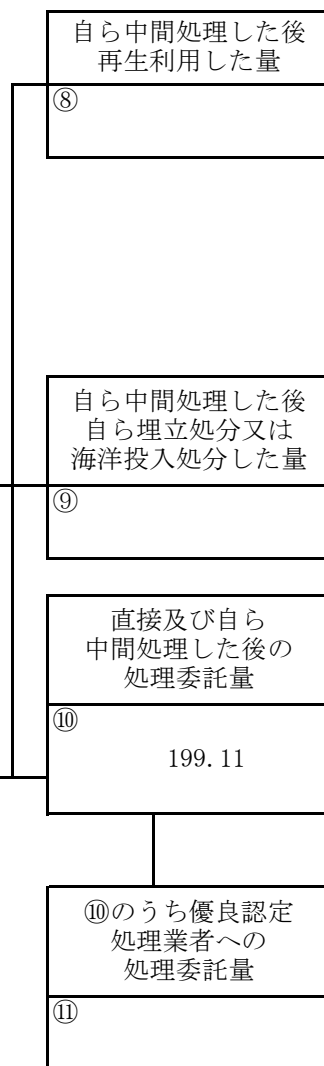 自ら中間処理した後
再生利用した量
⑧
自ら中間処理した後
自ら埋立処分又は
海洋投入処分した量
⑨
直接及び自ら
中間処理した後の
処理委託量
⑩
199.11
⑩のうち優良認定
処理業者への
処理委託量
⑪